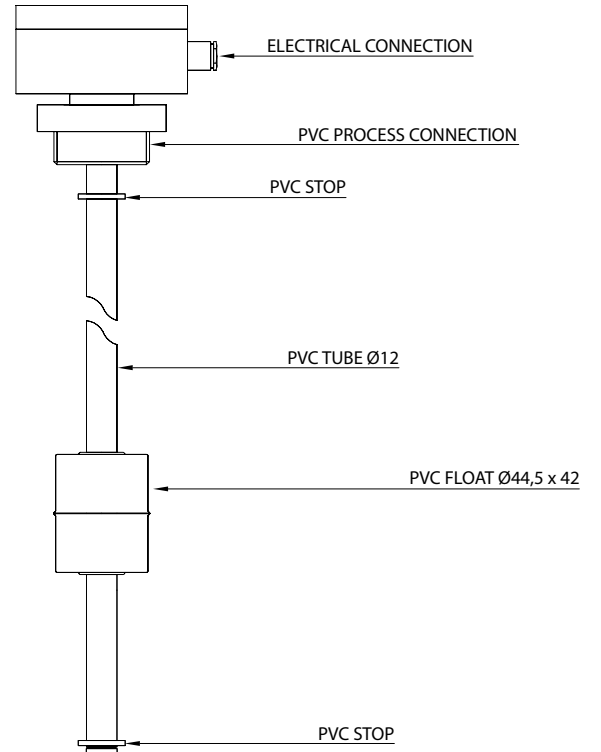 ELECTRICAL CONNECTION
PVC PROCESS CONNECTION
PVC STOP
PVC TUBE Ø12
PVC FLOAT Ø44,5 x 42
PVC STOP